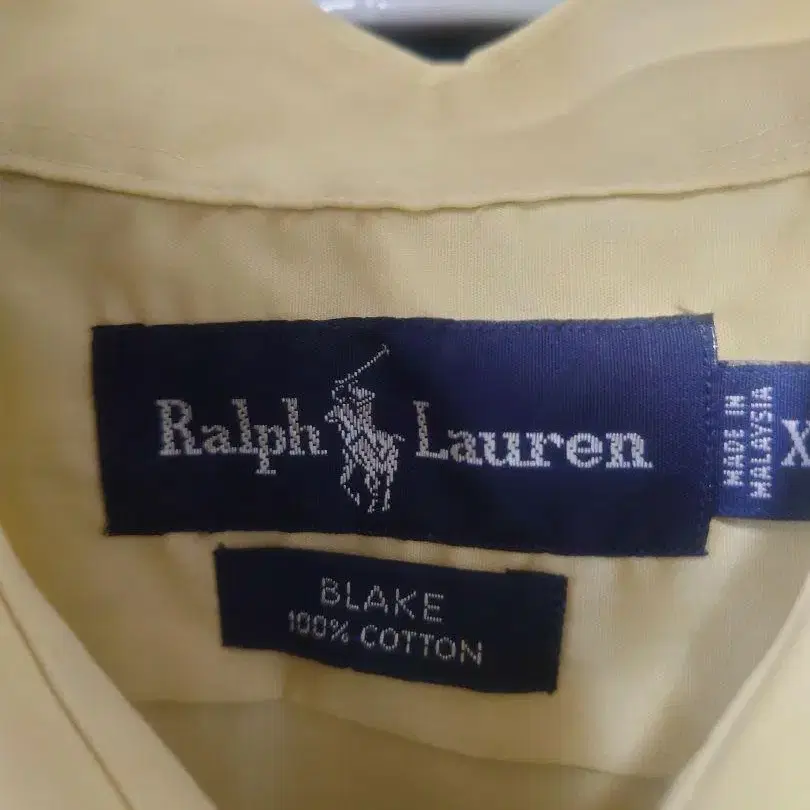 Ralph Lauren
MADE IN
MALAYSIA
X
BLAKE
100% COTTON